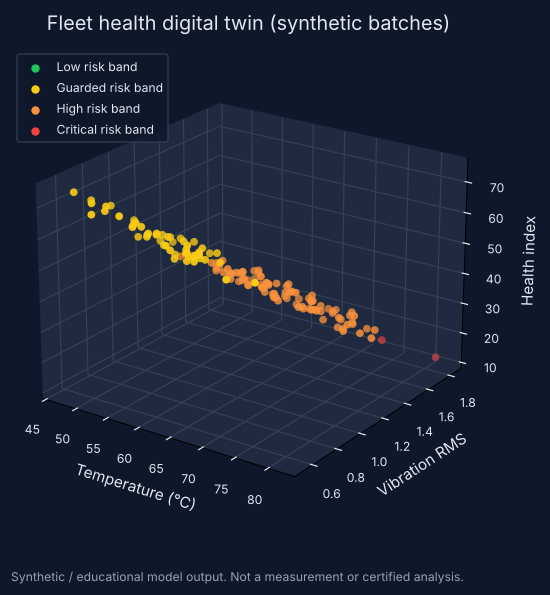 Fleet health digital twin (synthetic batches)
Low risk band
Guarded risk band
High risk band
Critical risk band
70
60
50
40
30
20
10
Health index
45
50
55
60
65
70
75
80
Temperature (°C)
0.6
0.8
1.0
1.2
1.4
1.6
1.8
Vibration RMS
Synthetic / educational model output. Not a measurement or certified analysis.